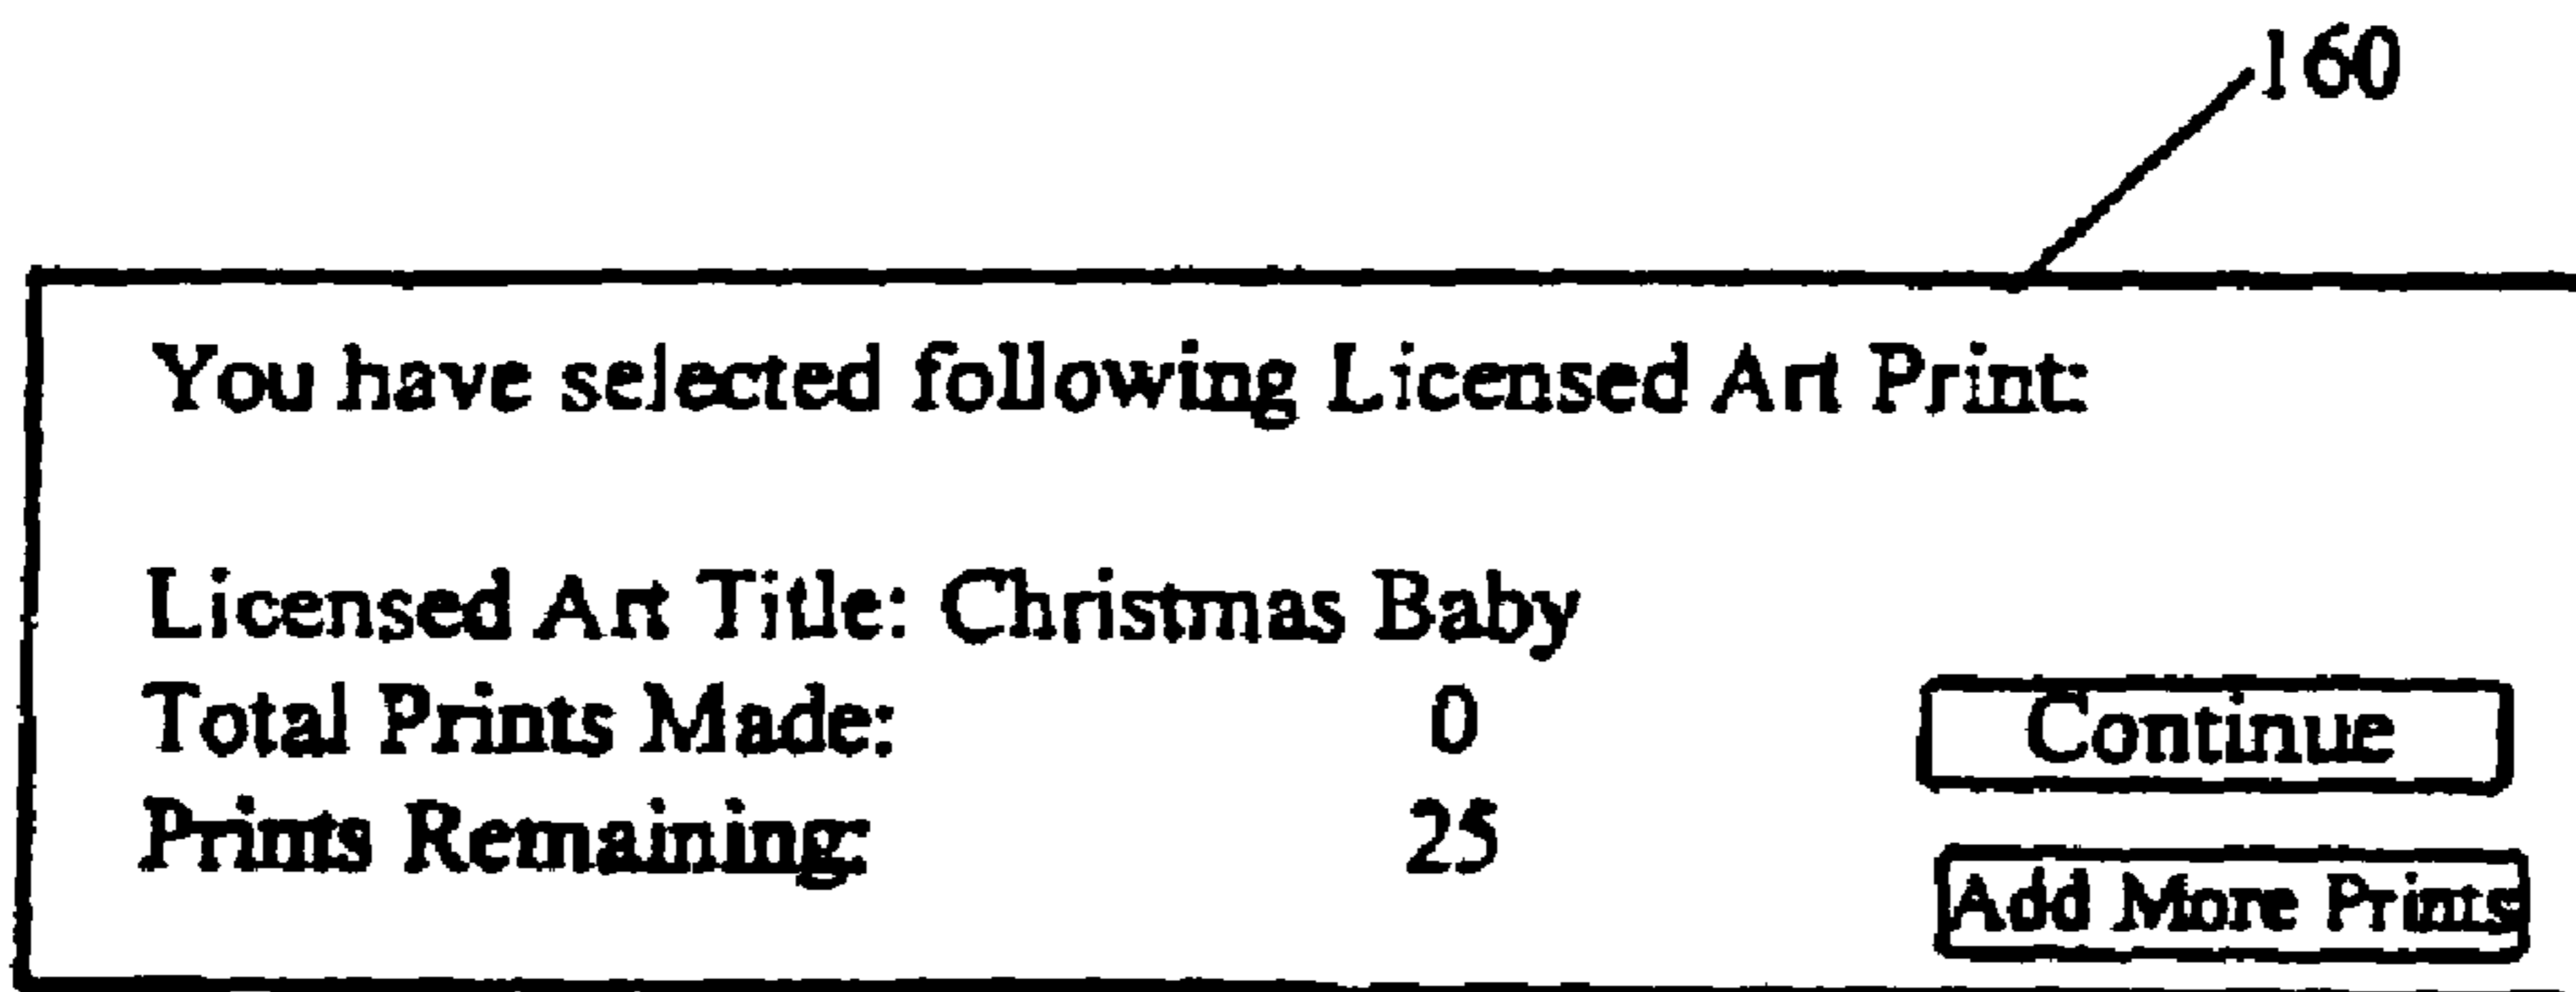 160
You have selected following Licensed Art Print:
Licensed Art Title: Christmas Baby
Total Prints Made: 0
Continue
Prints Remaining: 25
Add More Prints